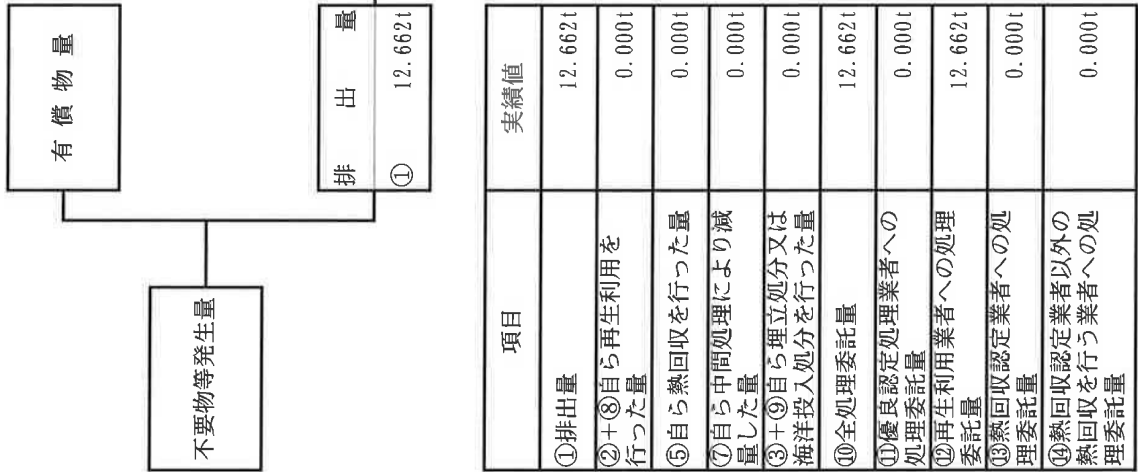 有償物量
不要物等発生量
排出量
① 12.662t
項目 実績値
①排出量 12.662t
②+⑧自ら再生利用を
行った量 0.000t
⑤自ら熱回収を行った量 0.000t
⑦自ら中間処理により減
量した量 0.000t
③+⑨自ら埋立処分又は
海洋投入処分を行った量 0.000t
⑩全処理委託量 12.662t
⑪優良認定処理業者への
処理委託量 0.000t
⑫再生利用業者への処理
委託量 12.662t
⑬熱回収認定業者への処
理委託量 0.000t
⑭熱回収認定業者以外の
熱回収を行う業者への処
理委託量 0.000t